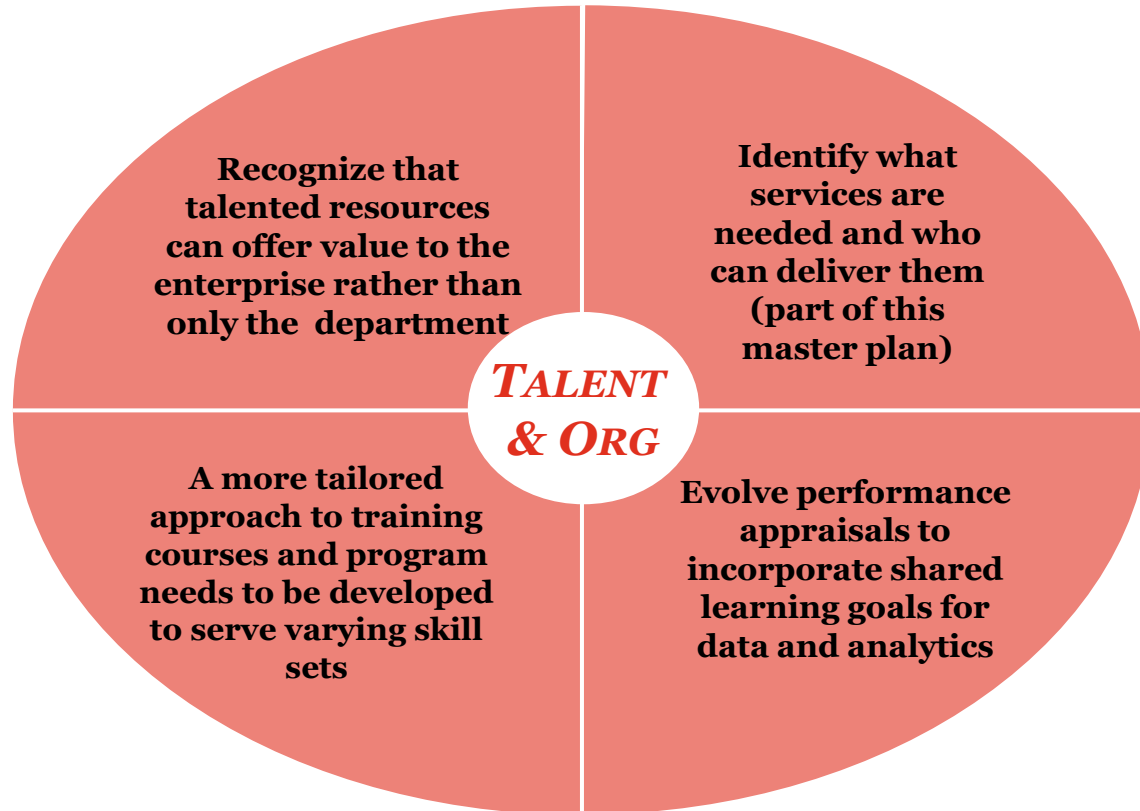 Recognize that
talented resources
can offer value to the
enterprise rather than
only the department
Identify what
services are
needed and who
can deliver them
(part of this
master plan)
TALENT
& ORG
A more tailored
approach to training
courses and program
needs to be developed
to serve varying skill
sets
Evolve performance
appraisals to
incorporate shared
learning goals for
data and analytics